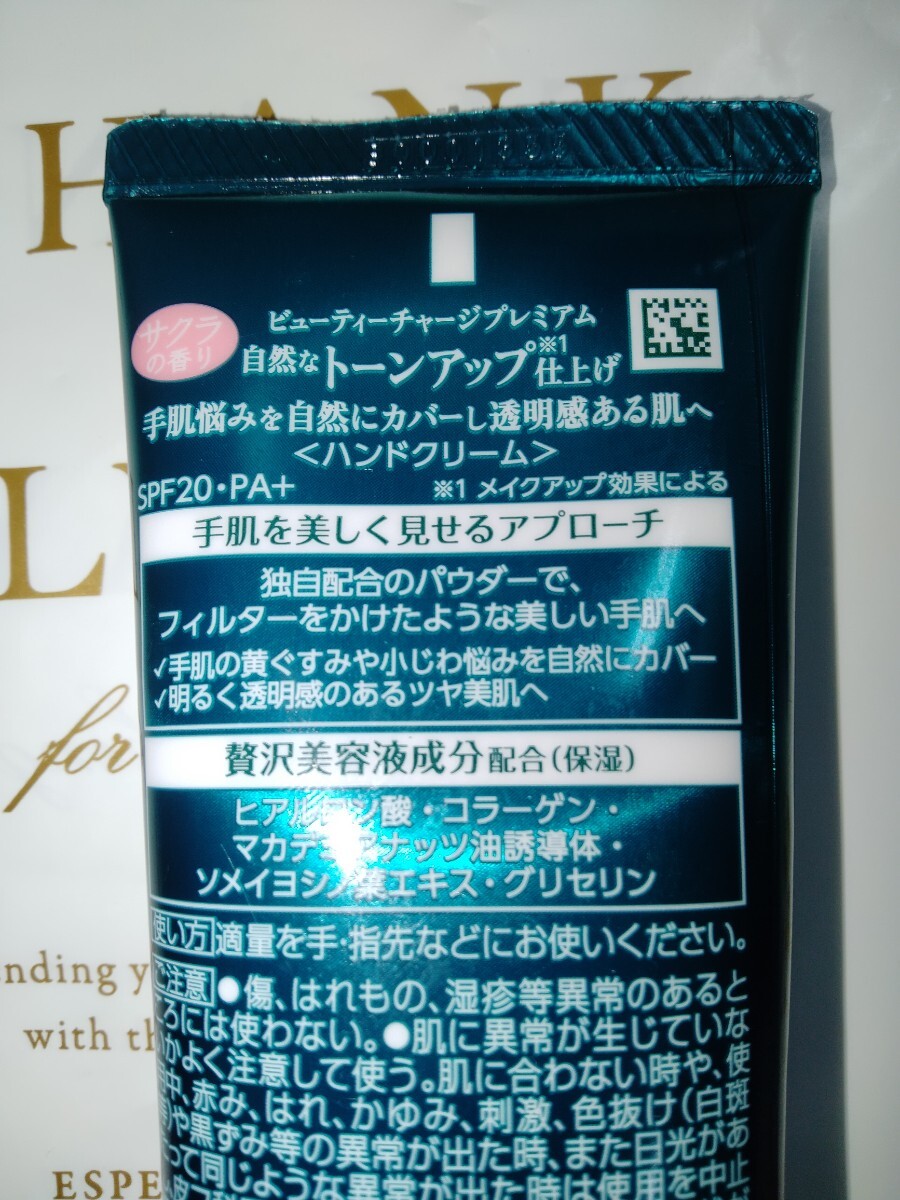 THANK
サクラ
の香り
ビューティーチャージプレミアム
自然なトーンアップ※1仕上げ
手肌悩みを自然にカバーし透明感ある肌へ
<ハンドクリーム>
SPF20・PA+
※1 メイクアップ効果による
手肌を美しく見せるアプローチ
独自配合のパウダーで、
フィルターをかけたような美しい手肌へ
✓手肌の黄ぐすみや小じわ悩みを自然にカバー
✓明るく透明感のあるツヤ美肌へ
for
贅沢美容液成分配合(保湿)
ヒアルロン酸・コラーゲン・
マカデミアナッツ油誘導体・
ソメイヨシノ葉エキス・グリセリン
使い方 適量を手・指先などにお使いください。
ending y
with th
ご注意 ●傷、はれもの、湿疹等異常のあると
ころには使わない。●肌に異常が生じていな
いかよく注意して使う。肌に合わない時や、使
用中、赤み、はれ、かゆみ、刺激、色抜け(白斑
等)や黒ずみ等の異常が出た時、また日光があ
たって同じような異常が出た時は使用を中止
ESPE